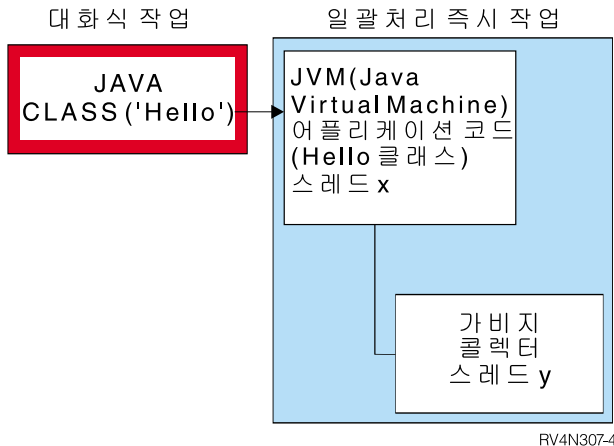 대화식 작업
일괄처리 즉시 작업
JAVA
CLASS('Hello')
JVM(Java
Virtual Machine)
어플리케이션 코드
(Hello 클래스)
스레드 x
가비지
콜렉터
스레드 y
RV4N307-4